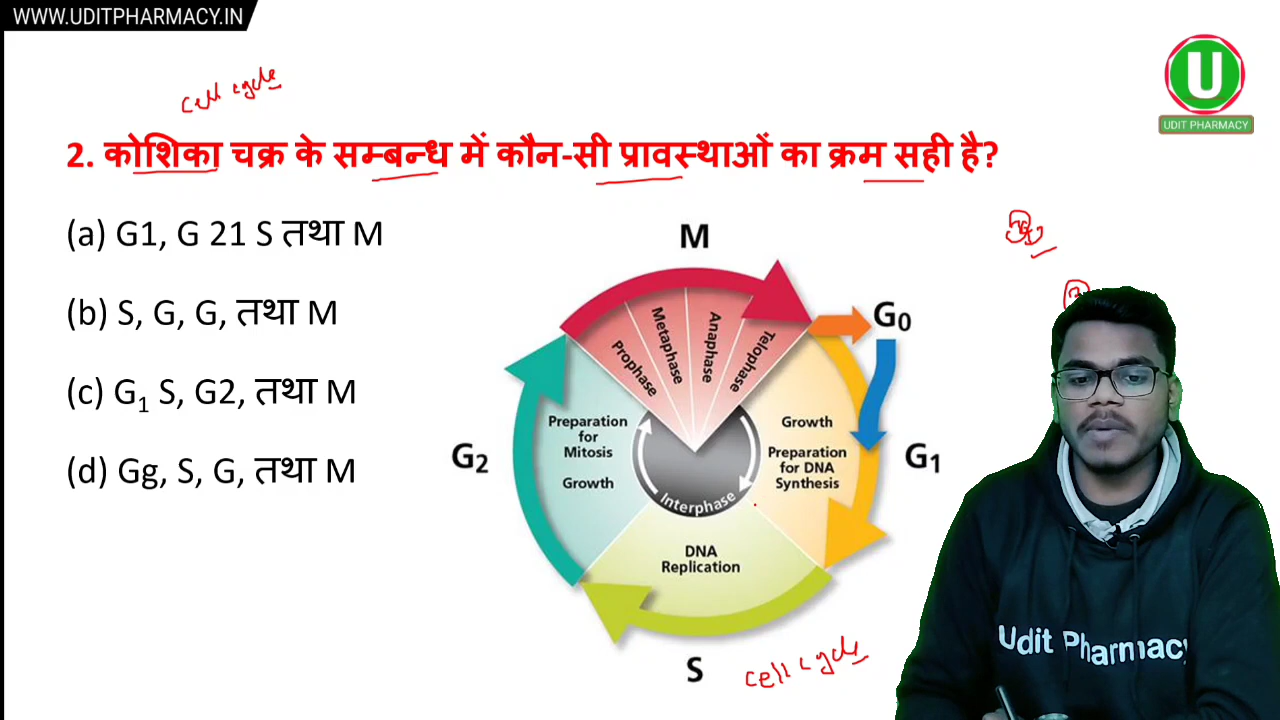 WWW.UDITPHARMACY.IN
U
UDIT PHARMACY
cell cycle
2. कोशिका चक्र के सम्बन्ध में कौन-सी प्रावस्थाओं का क्रम सही है?
(a) G1, G 21 S तथा M
(b) S, G, G, तथा M
(c) G₁ S, G2, तथा M
(d) Gg, S, G, तथा M
M
G₀
Prophase
Metaphase
Anaphase
Telophase
G₂
Preparation
for
Mitosis
Growth
Growth
Preparation
for DNA
Synthesis
G₁
Interphase
DNA
Replication
S
cell cycle
Udit Pharmacy